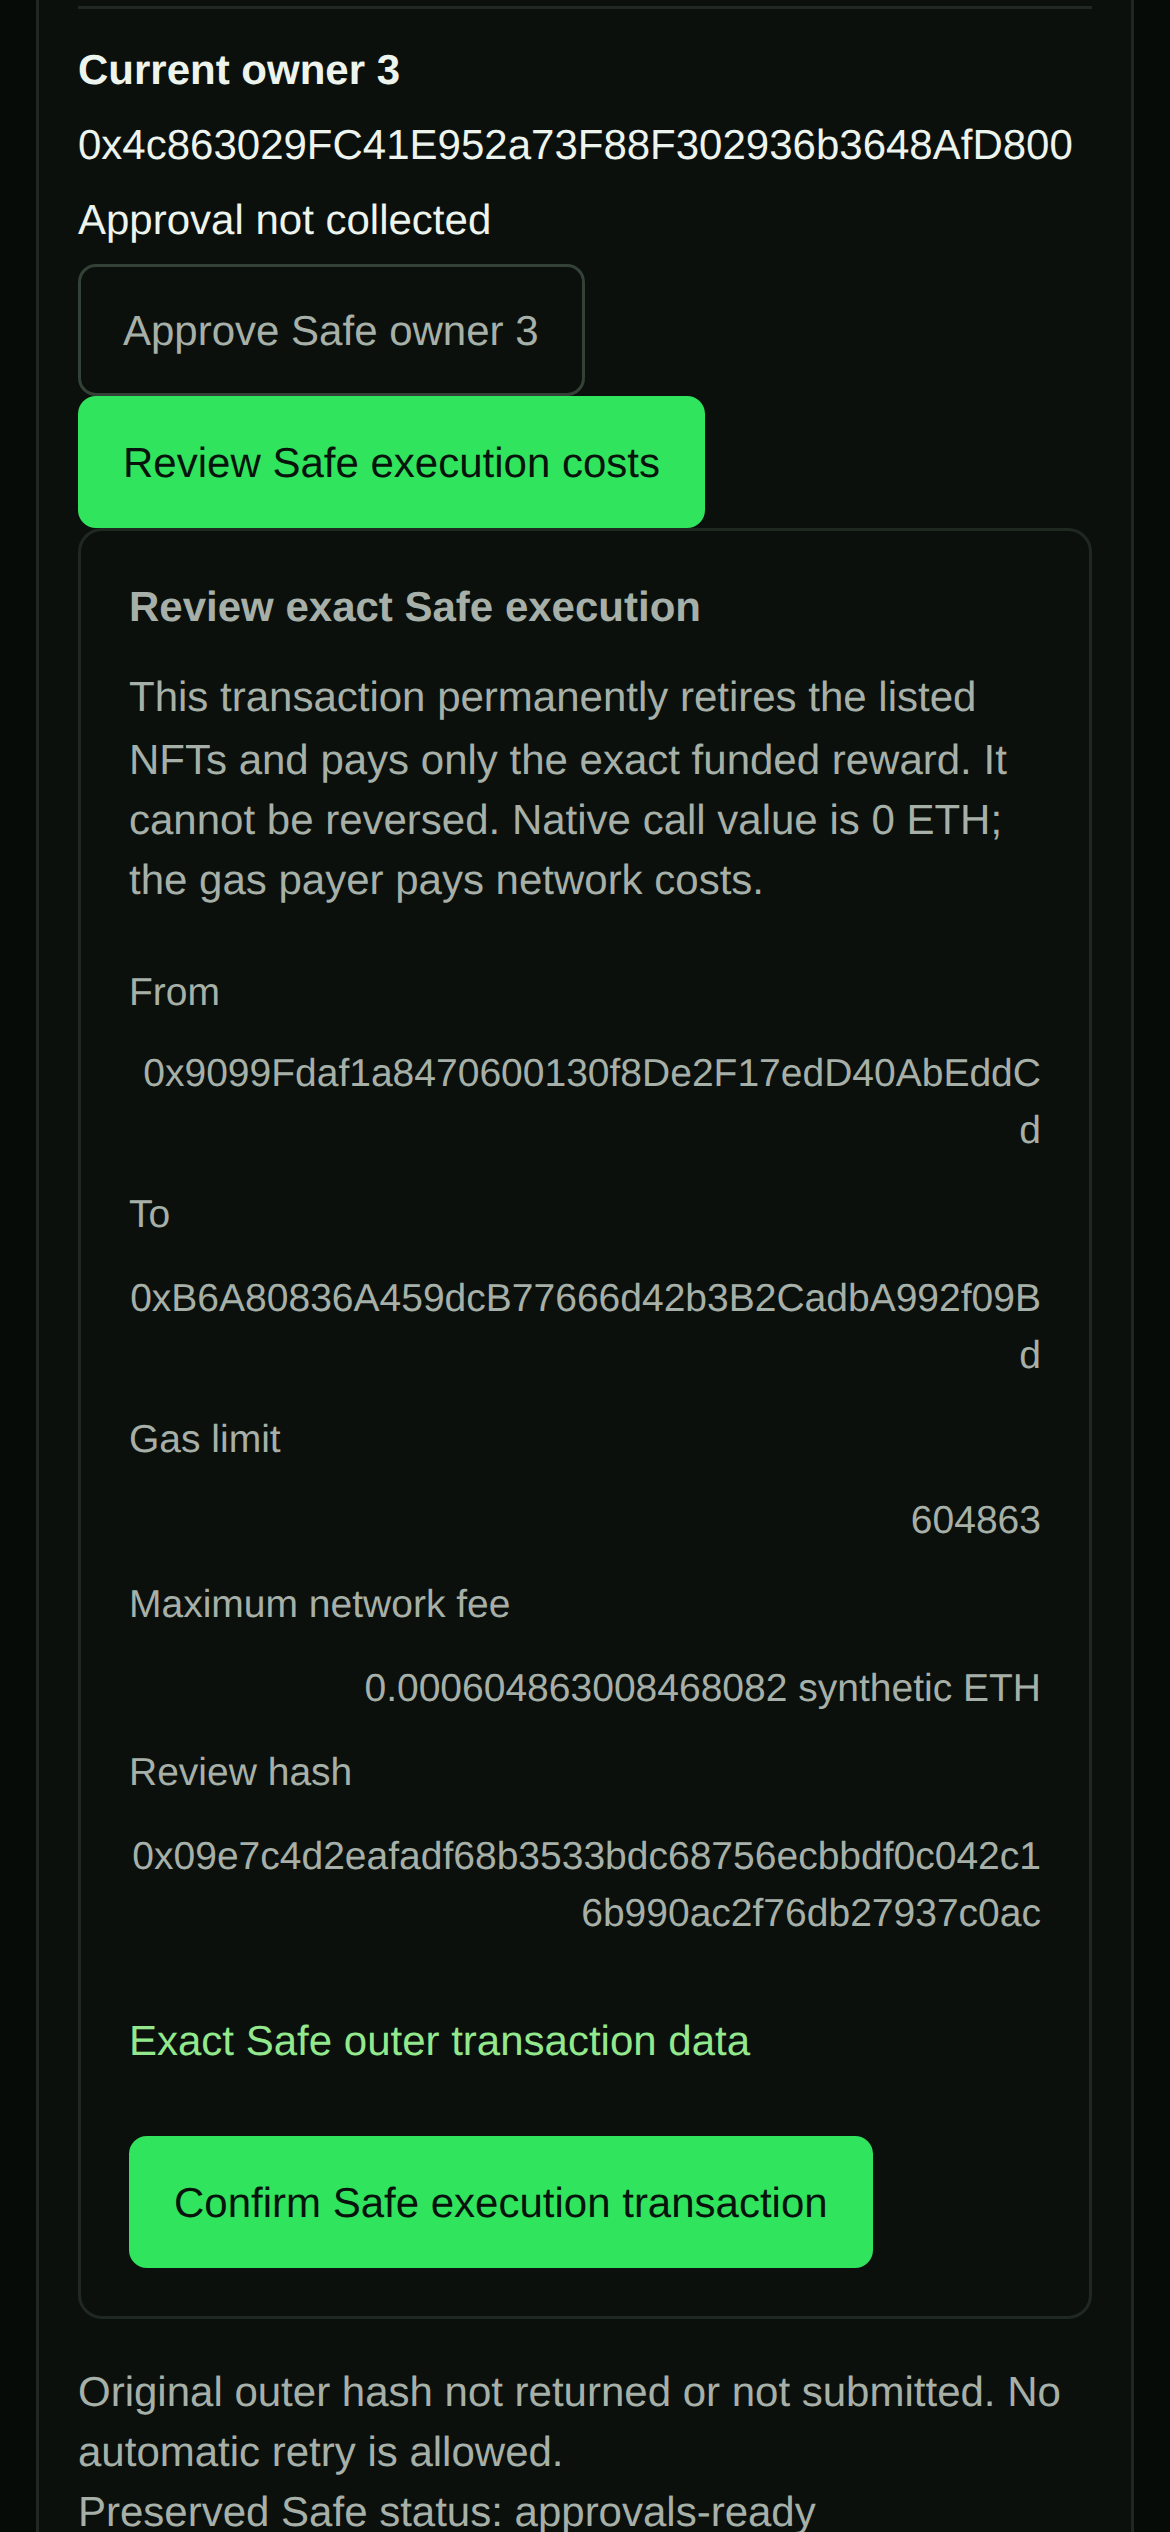 Current owner 3
0x4c863029FC41E952a73F88F302936b3648AfD800
Approval not collected
Approve Safe owner 3
Review Safe execution costs
Review exact Safe execution
This transaction permanently retires the listed
NFTs and pays only the exact funded reward. It
cannot be reversed. Native call value is 0 ETH;
the gas payer pays network costs.
From
0x9099Fdaf1a8470600130f8De2F17edD40AbEddC
d
To
0xB6A80836A459dcB77666d42b3B2CadbA992f09B
d
Gas limit
604863
Maximum network fee
0.000604863008468082 synthetic ETH
Review hash
0x09e7c4d2eafadf68b3533bdc68756ecbbdf0c042c1
6b990ac2f76db27937c0ac
Exact Safe outer transaction data
Confirm Safe execution transaction
Original outer hash not returned or not submitted. No
automatic retry is allowed.
Preserved Safe status: approvals-ready